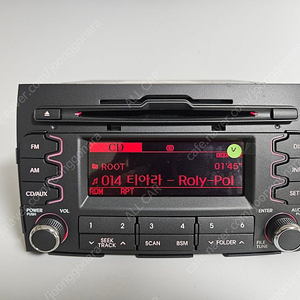 CD
V
ROOT 01'45"
014 티아라 - Roly-Pol
RDM RPT
FM
AM
CD/AUX
POWER PUSH
VOL
1 2 3 4 5 6
SEEK TRACK
SCAN
BSM
FOLDER
ENTER
FILE TUNE